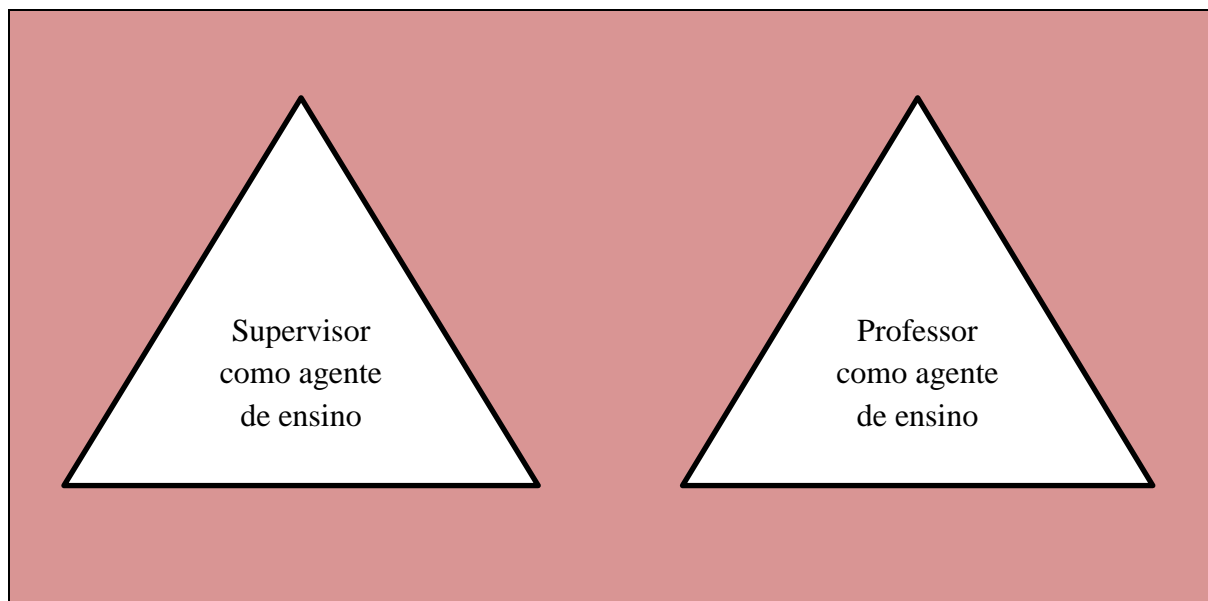 Supervisor
como agente
de ensino
Professor
como agente
de ensino